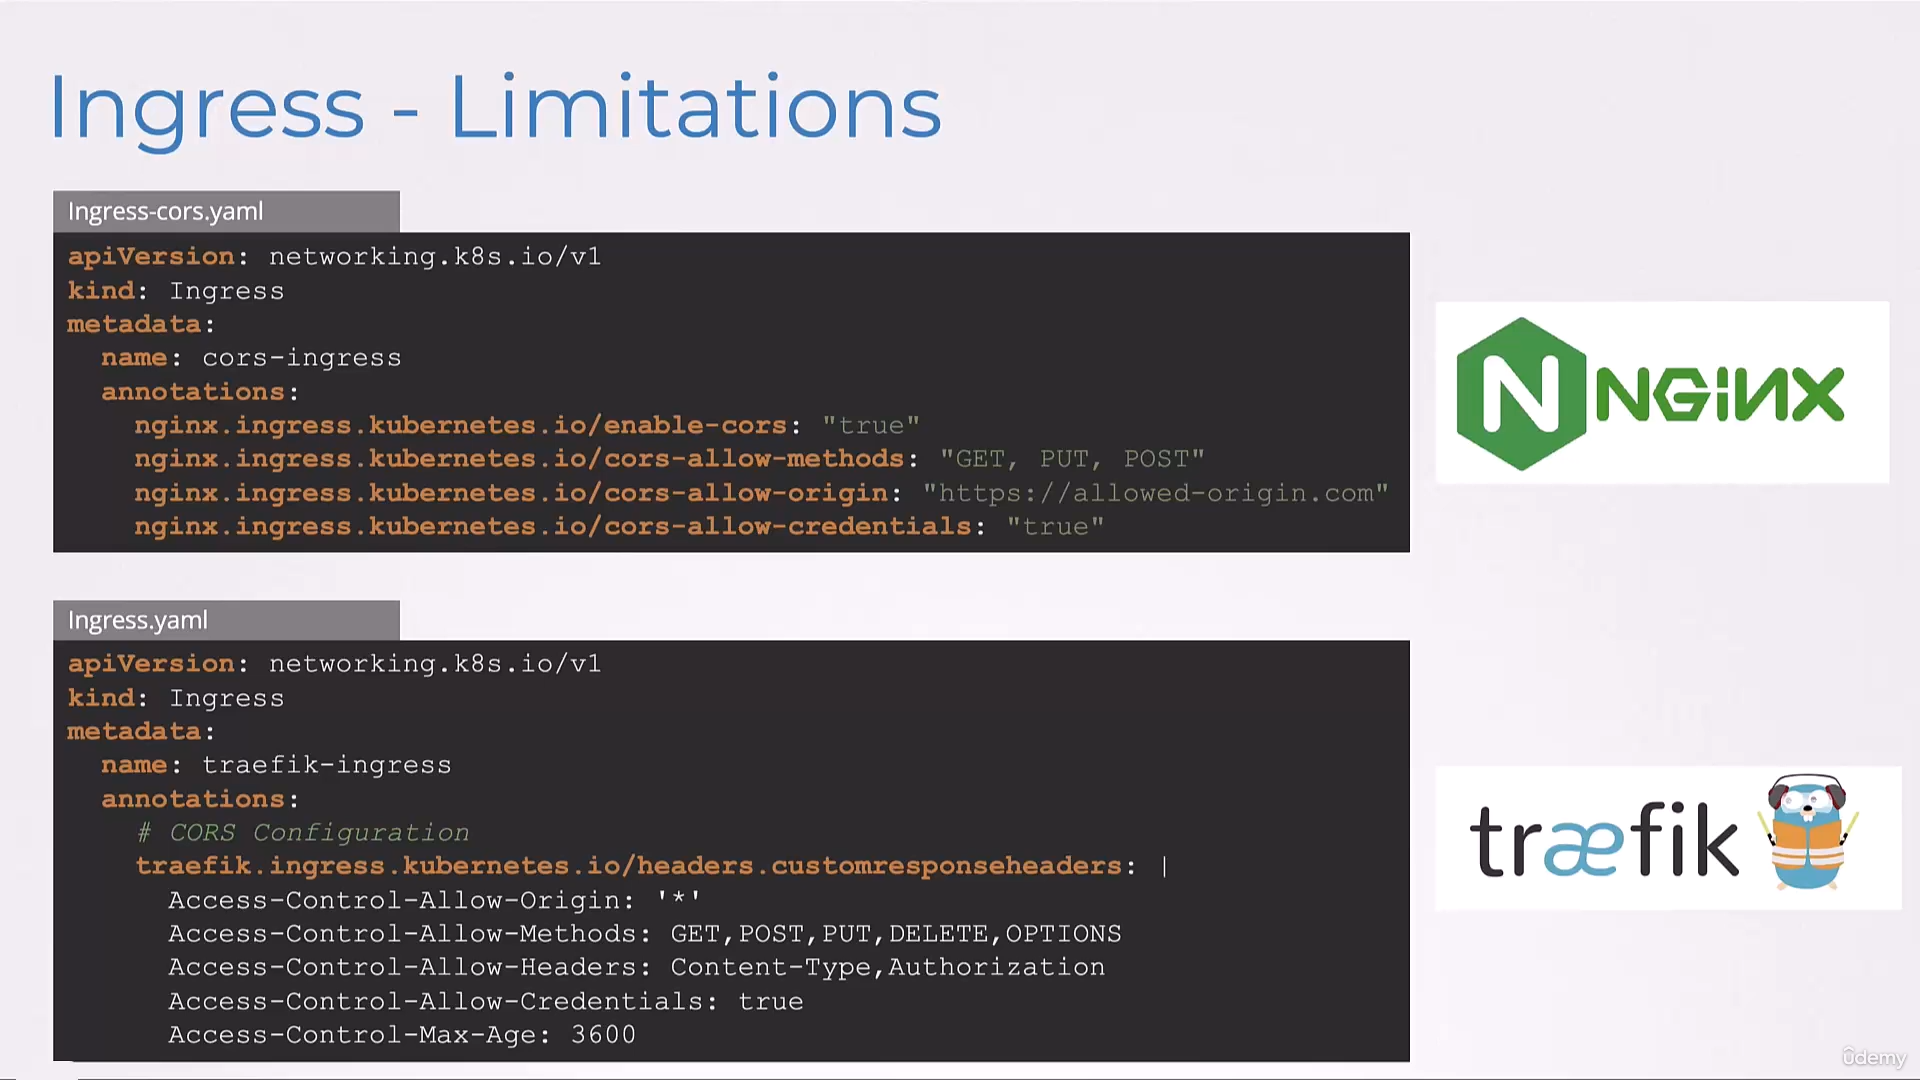 Ingress - Limitations
Ingress-cors.yaml
apiVersion: networking.k8s.io/v1
kind: Ingress
metadata:
  name: cors-ingress
  annotations:
    nginx.ingress.kubernetes.io/enable-cors: "true"
    nginx.ingress.kubernetes.io/cors-allow-methods: "GET, PUT, POST"
    nginx.ingress.kubernetes.io/cors-allow-origin: "https://allowed-origin.com"
    nginx.ingress.kubernetes.io/cors-allow-credentials: "true"
N NGINX
Ingress.yaml
apiVersion: networking.k8s.io/v1
kind: Ingress
metadata:
  name: traefik-ingress
  annotations:
    # CORS Configuration
    traefik.ingress.kubernetes.io/headers.customresponseheaders: |
      Access-Control-Allow-Origin: '*'
      Access-Control-Allow-Methods: GET,POST,PUT,DELETE,OPTIONS
      Access-Control-Allow-Headers: Content-Type,Authorization
      Access-Control-Allow-Credentials: true
      Access-Control-Max-Age: 3600
træfik
ûdemy